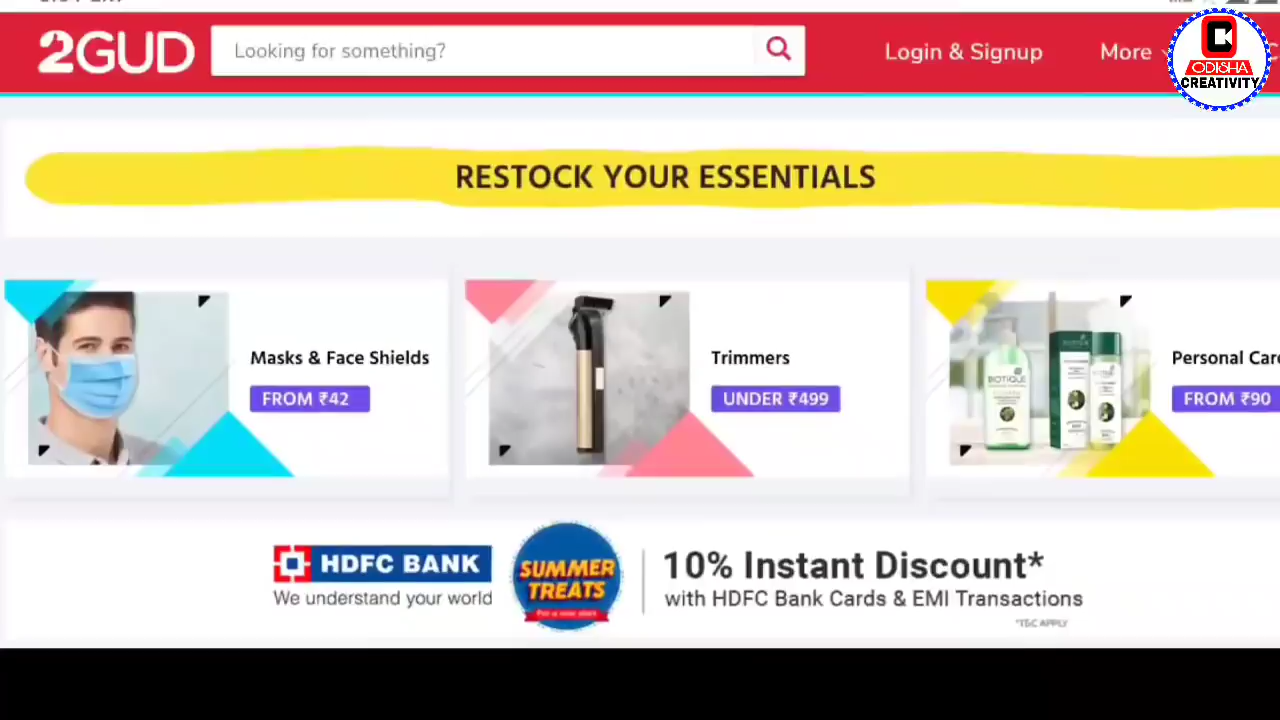 2GUD
Looking for something?
Login & Signup
More
ODISHA
CREATIVITY
RESTOCK YOUR ESSENTIALS
Masks & Face Shields
FROM ₹42
Trimmers
UNDER ₹499
BIOTIQUE
Personal Care
FROM ₹90
HDFC BANK
We understand your world
SUMMER
TREATS
10% Instant Discount*
with HDFC Bank Cards & EMI Transactions
*T&C APPLY